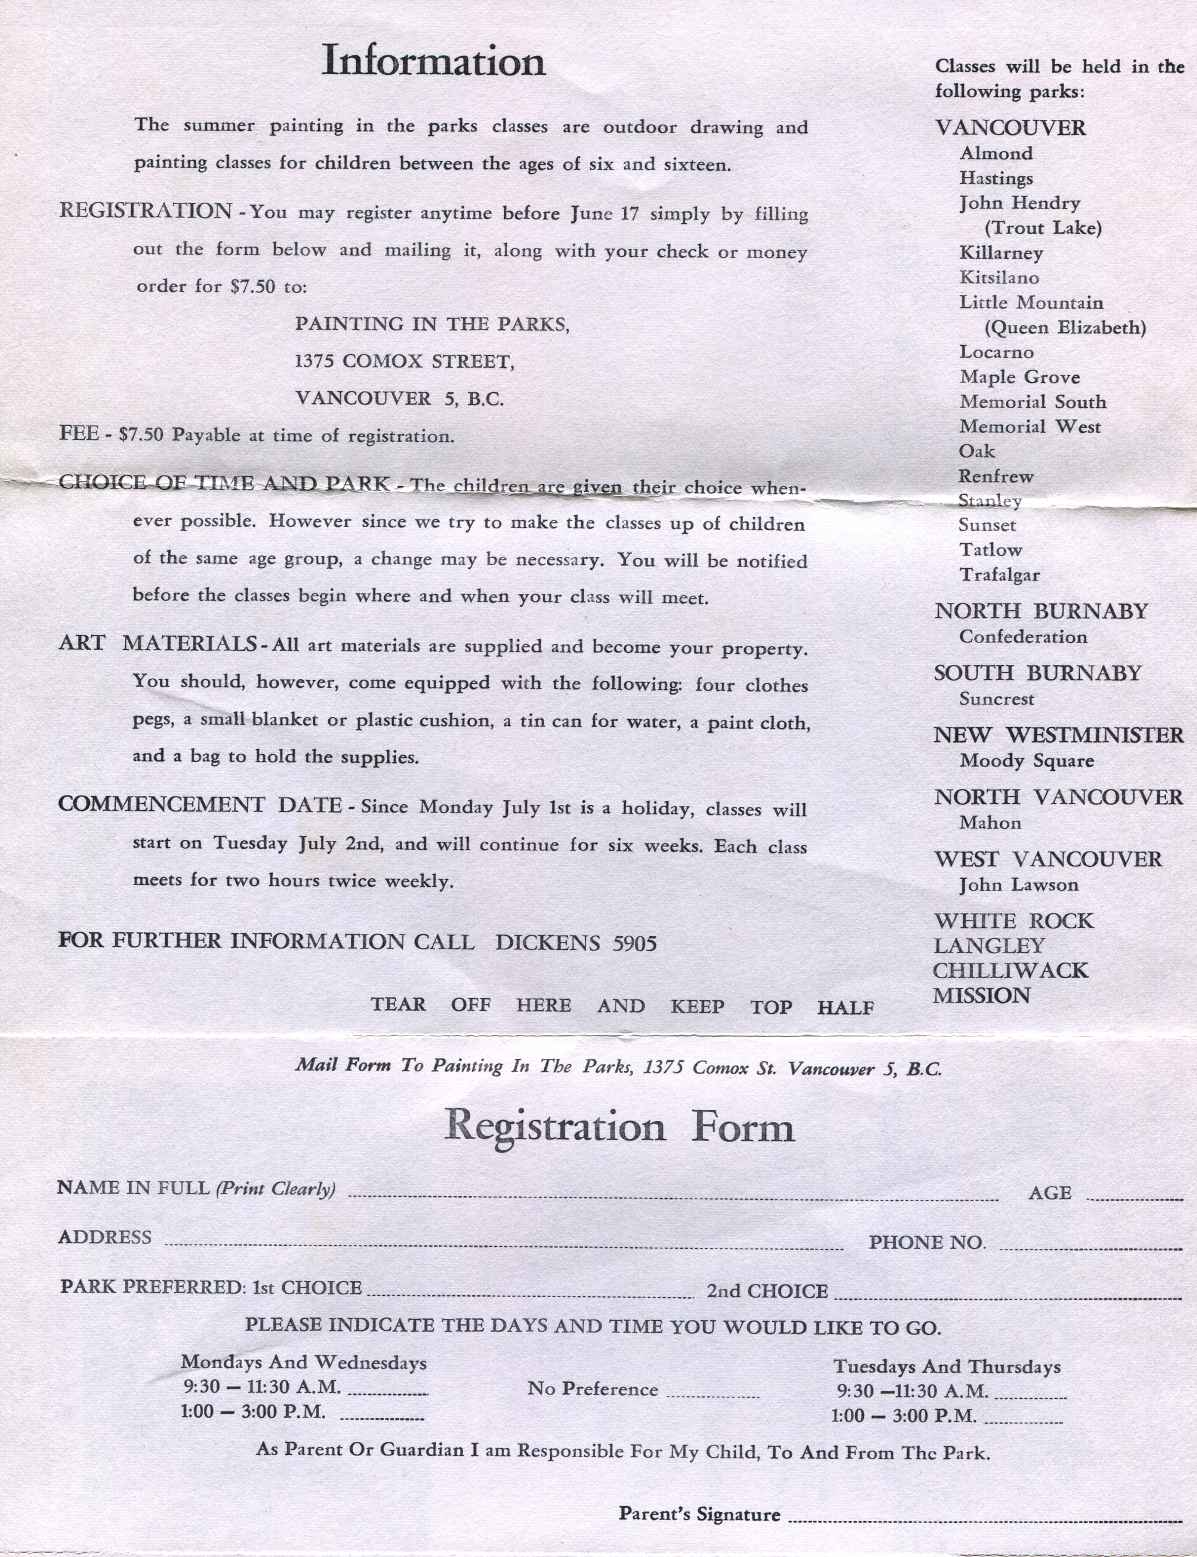 Information
The summer painting in the parks classes are outdoor drawing and
painting classes for children between the ages of six and sixteen.
REGISTRATION - You may register anytime before June 17 simply by filling
out the form below and mailing it, along with your check or money
order for $7.50 to:
PAINTING IN THE PARKS,
1375 COMOX STREET,
VANCOUVER 5, B.C.
FEE - $7.50 Payable at time of registration.
CHOICE OF TIME AND PARK - The children are given their choice when-
ever possible. However since we try to make the classes up of children
of the same age group, a change may be necessary. You will be notified
before the classes begin where and when your class will meet.
ART MATERIALS - All art materials are supplied and become your property.
You should, however, come equipped with the following: four clothes
pegs, a small blanket or plastic cushion, a tin can for water, a paint cloth,
and a bag to hold the supplies.
COMMENCEMENT DATE - Since Monday July 1st is a holiday, classes will
start on Tuesday July 2nd, and will continue for six weeks. Each class
meets for two hours twice weekly.
FOR FURTHER INFORMATION CALL DICKENS 5905
Classes will be held in the
following parks:
VANCOUVER
Almond
Hastings
John Hendry
(Trout Lake)
Killarney
Kitsilano
Little Mountain
(Queen Elizabeth)
Locarno
Maple Grove
Memorial South
Memorial West
Oak
Renfrew
Stanley
Sunset
Tatlow
Trafalgar
NORTH BURNABY
Confederation
SOUTH BURNABY
Suncrest
NEW WESTMINISTER
Moody Square
NORTH VANCOUVER
Mahon
WEST VANCOUVER
John Lawson
WHITE ROCK
LANGLEY
CHILLIWACK
MISSION
TEAR OFF HERE AND KEEP TOP HALF
Mail Form To Painting In The Parks, 1375 Comox St. Vancouver 5, B.C.
Registration Form
NAME IN FULL (Print Clearly) AGE
ADDRESS PHONE NO.
PARK PREFERRED: 1st CHOICE 2nd CHOICE
PLEASE INDICATE THE DAYS AND TIME YOU WOULD LIKE TO GO.
Mondays And Wednesdays
9:30 — 11:30 A.M.
1:00 — 3:00 P.M.
No Preference
Tuesdays And Thursdays
9:30 —11:30 A.M.
1:00 — 3:00 P.M.
As Parent Or Guardian I am Responsible For My Child, To And From The Park.
Parent's Signature